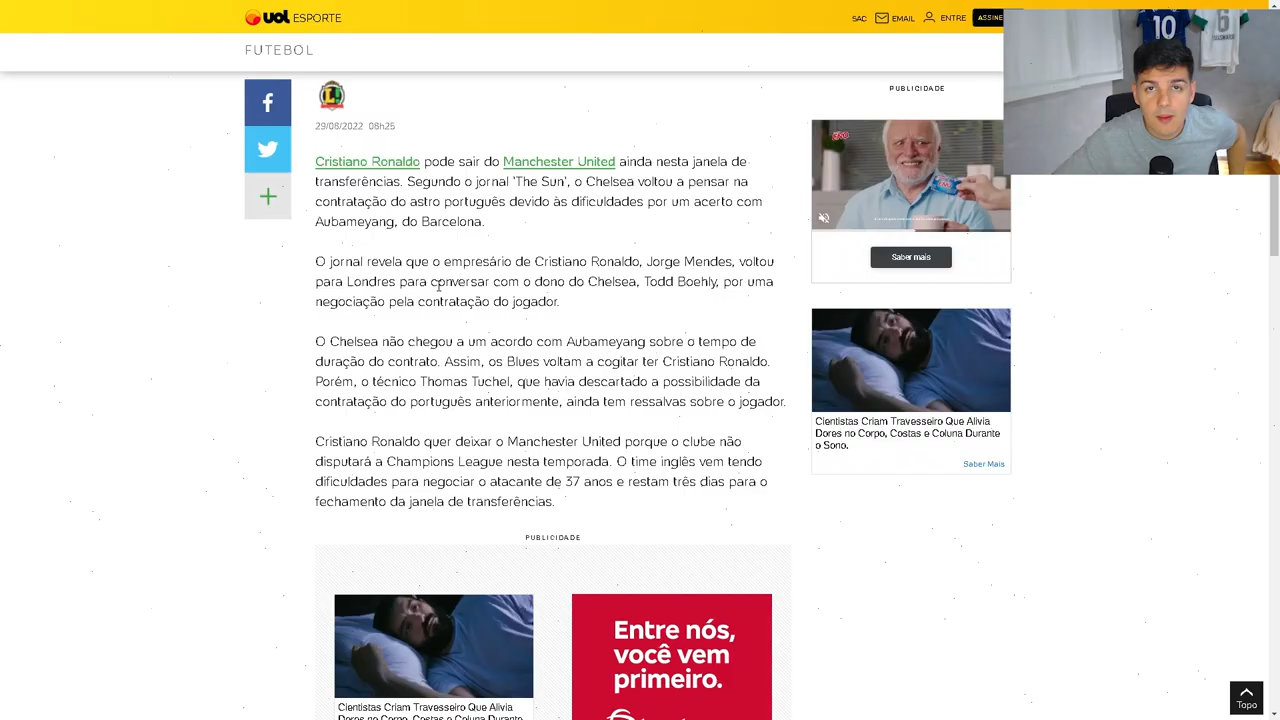 uol ESPORTE
SAC EMAIL ENTRE ASSINE
10
6
FUTEBOL
PUBLICIDADE
29/08/2022 08h25
Cristiano Ronaldo pode sair do Manchester United ainda nesta janela de
transferências. Segundo o jornal 'The Sun', o Chelsea voltou a pensar na
contratação do astro português devido às dificuldades por um acerto com
Aubameyang, do Barcelona.
O jornal revela que o empresário de Cristiano Ronaldo, Jorge Mendes, voltou
para Londres para conversar com o dono do Chelsea, Todd Boehly, por uma
negociação pela contratação do jogador.
Saber mais
O Chelsea não chegou a um acordo com Aubameyang sobre o tempo de
duração do contrato. Assim, os Blues voltam a cogitar ter Cristiano Ronaldo.
Porém, o técnico Thomas Tuchel, que havia descartado a possibilidade da
contratação do português anteriormente, ainda tem ressalvas sobre o jogador.
Cristiano Ronaldo quer deixar o Manchester United porque o clube não
disputará a Champions League nesta temporada. O time inglês vem tendo
dificuldades para negociar o atacante de 37 anos e restam três dias para o
fechamento da janela de transferências.
Cientistas Criam Travesseiro Que Alivia
Dores no Corpo, Costas e Coluna Durante
o Sono.
Saber Mais
PUBLICIDADE
Entre nós,
você vem
primeiro.
Cientistas Criam Travesseiro Que Alivia
Dores no Corpo, Costas e Coluna Durante
Topo